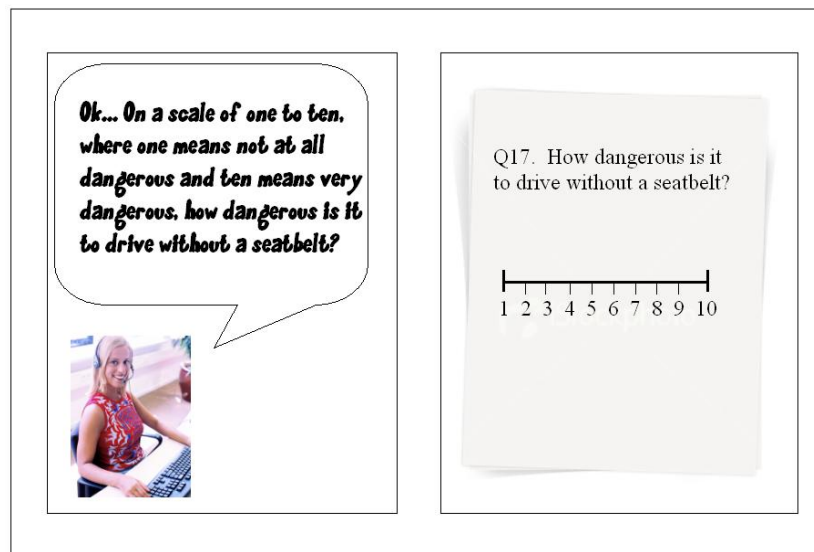 Ok... On a scale of one to ten,
where one means not at all
dangerous and ten means very
dangerous, how dangerous is it
to drive without a seatbelt?
Q17. How dangerous is it
to drive without a seatbelt?
1 2 3 4 5 6 7 8 9 10